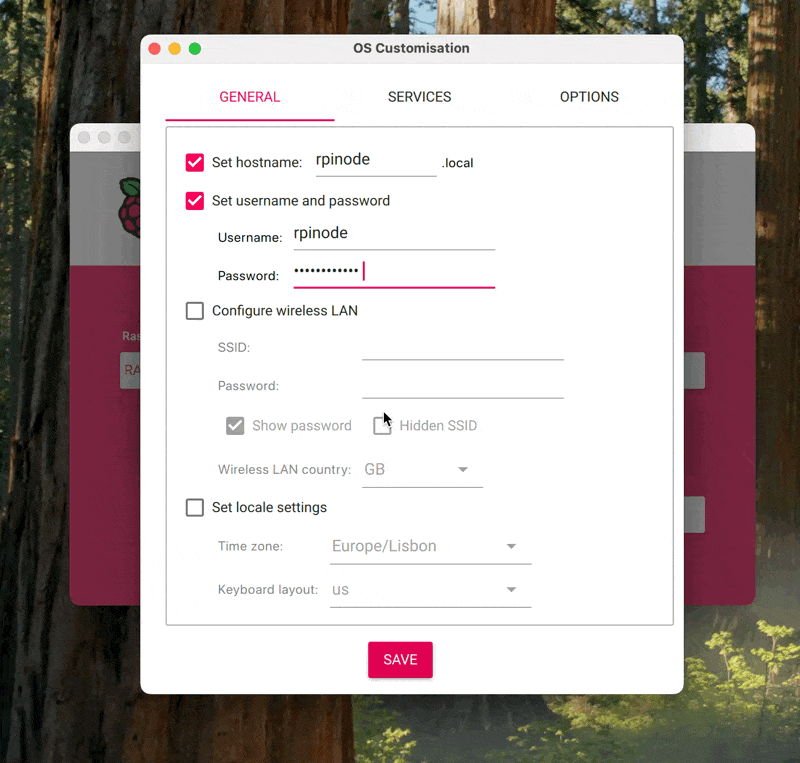 OS Customisation
GENERAL SERVICES OPTIONS
Set hostname: rpinode .local
Set username and password
Username: rpinode
Password: ••••••••••••
Ras
RA
Configure wireless LAN
SSID:
Password:
Show password Hidden SSID
Wireless LAN country: GB
Set locale settings
Time zone: Europe/Lisbon
Keyboard layout: us
SAVE